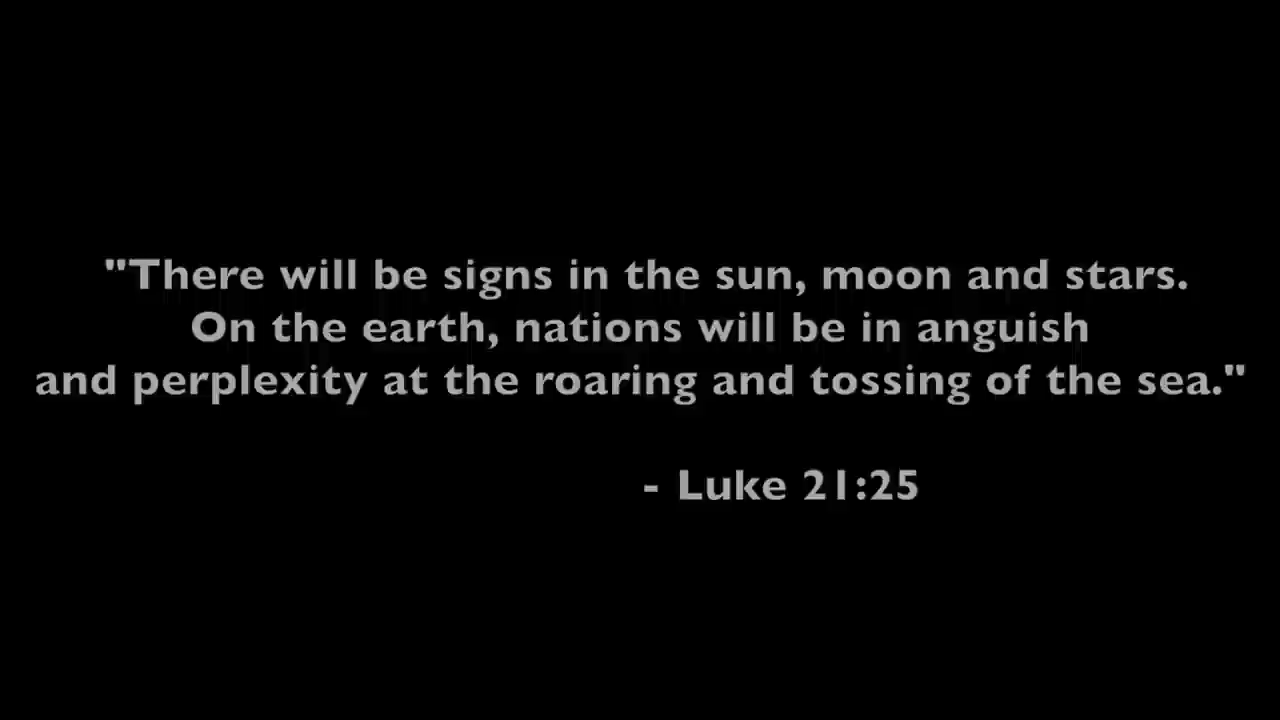 "There will be signs in the sun, moon and stars.
On the earth, nations will be in anguish
and perplexity at the roaring and tossing of the sea."
- Luke 21:25